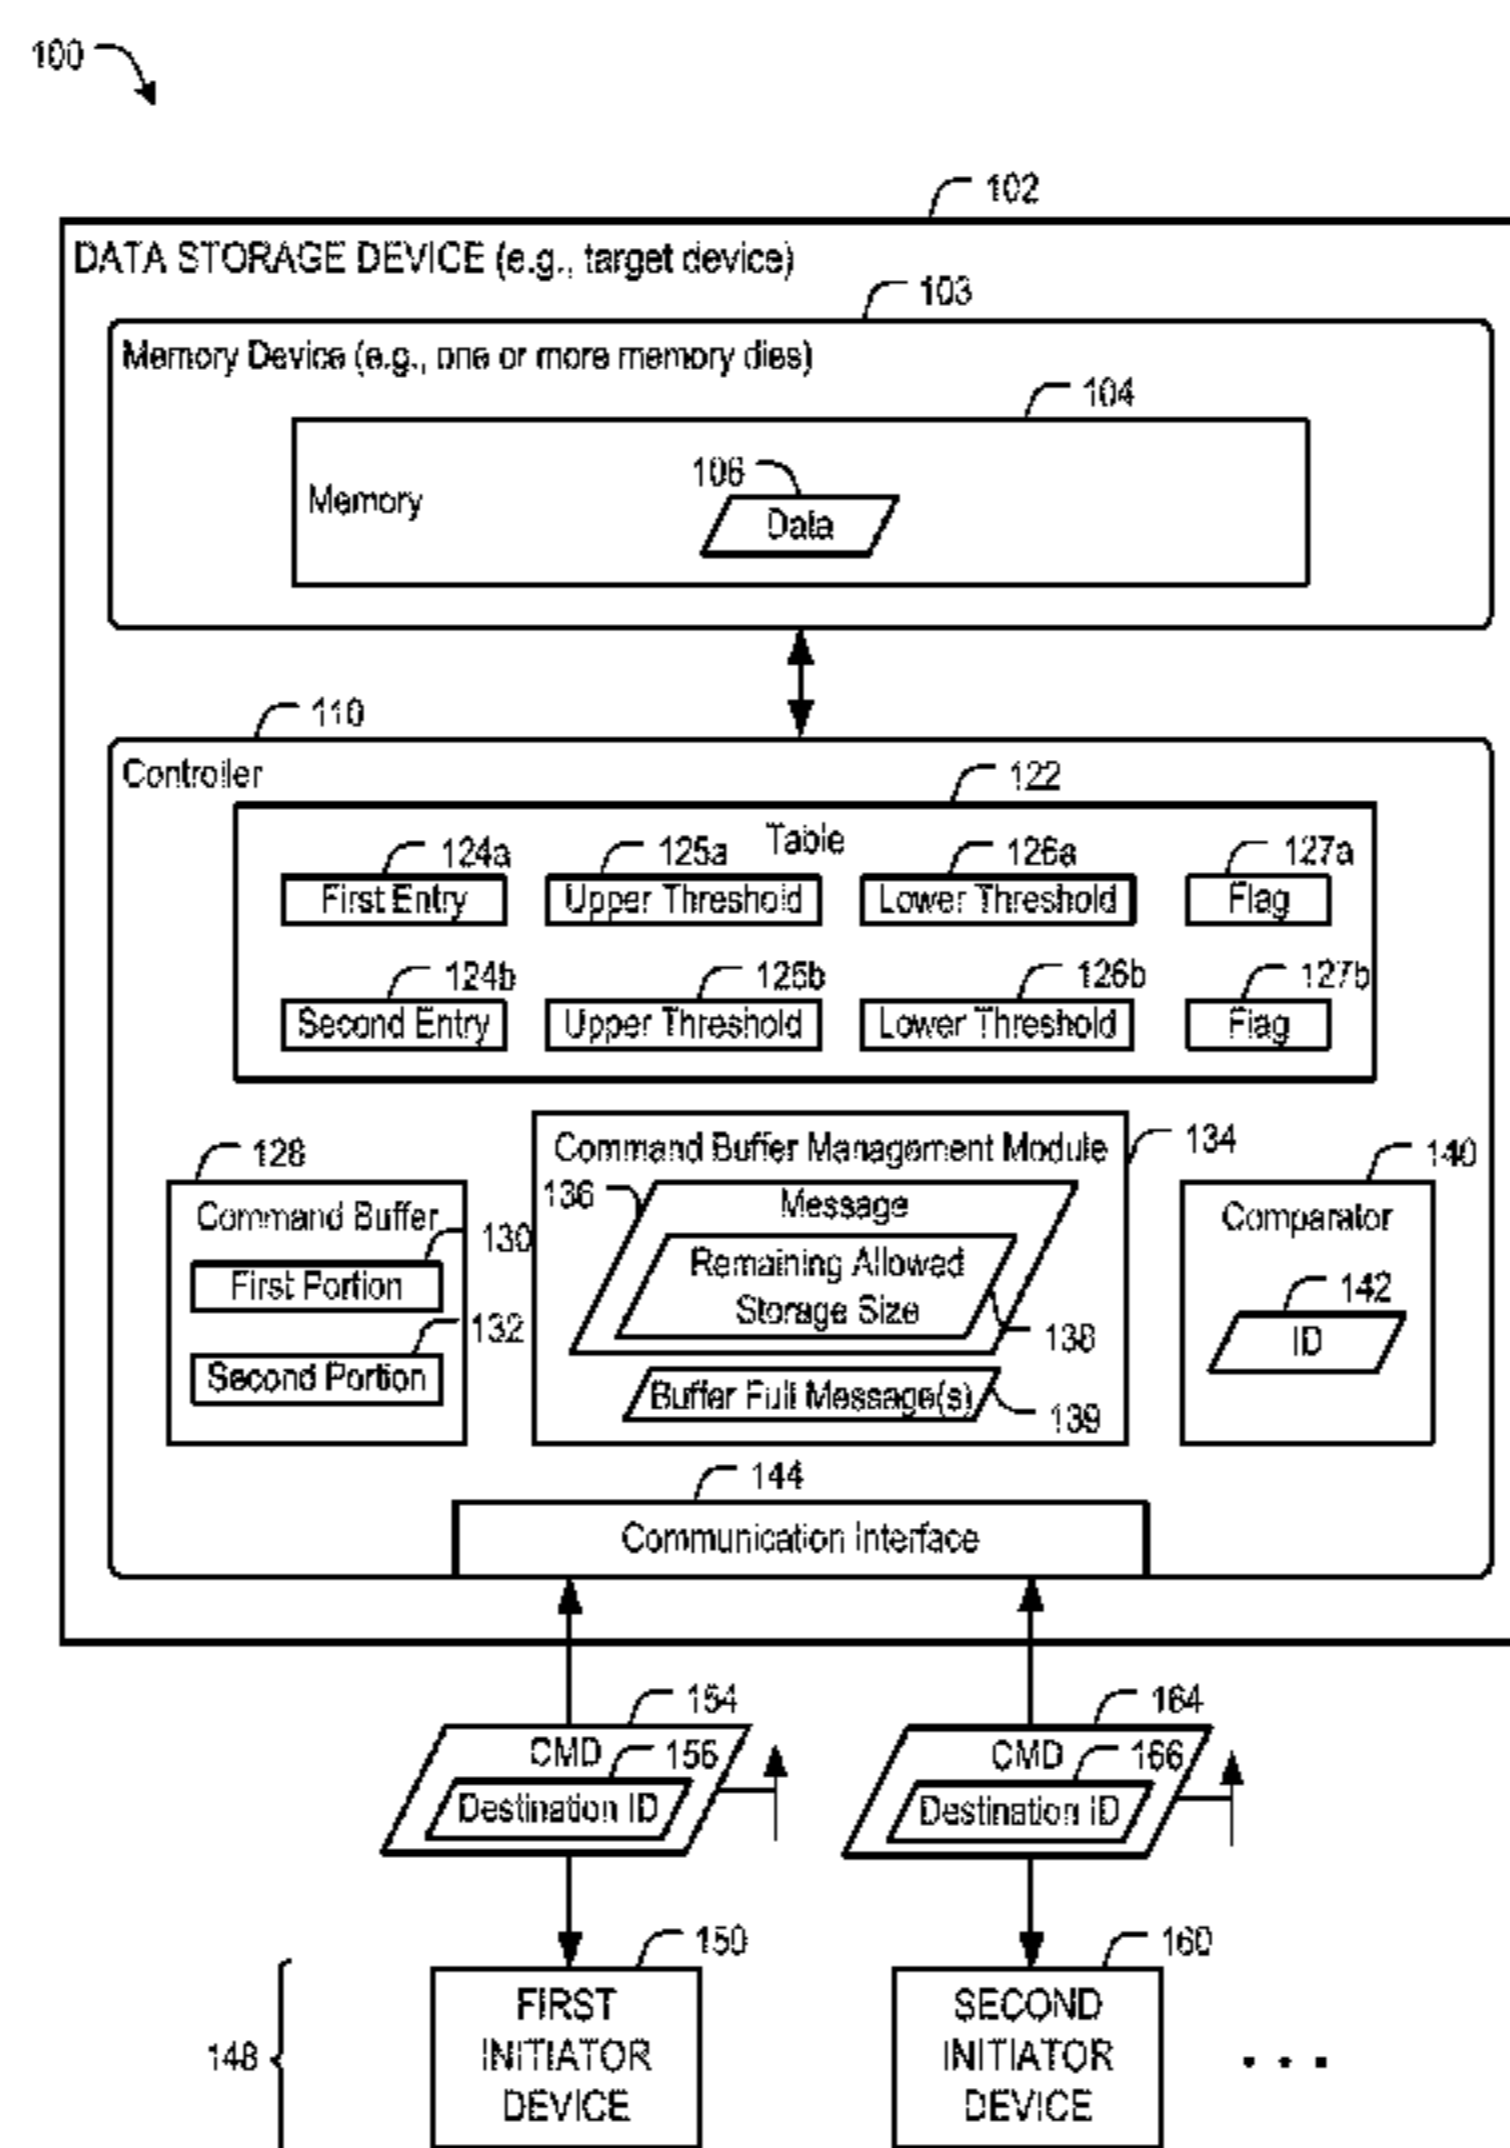 100
102
DATA STORAGE DEVICE (e.g., target device)
103
Memory Device (e.g., one or more memory dies)
104
106
Memory
Data
110
Controller
122
Table
124a 125a 126a 127a
First Entry Upper Threshold Lower Threshold Flag
124b 125b 126b 127b
Second Entry Upper Threshold Lower Threshold Flag
128
Command Buffer
130
First Portion
132
Second Portion
Command Buffer Management Module
134
136
Message
Remaining Allowed
Storage Size
138
Buffer Full Message(s)
139
140
Comparator
142
ID
144
Communication Interface
154
CMD
156
Destination ID
164
CMD
166
Destination ID
148
150
FIRST
INITIATOR
DEVICE
160
SECOND
INITIATOR
DEVICE
. . .